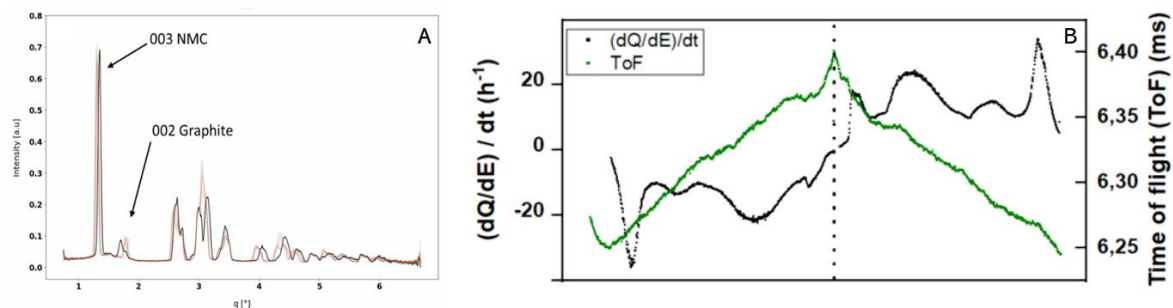 A
003 NMC
002 Graphite
0.8
0.7
0.6
0.5
0.4
0.3
0.2
0.1
0.0
Intensity [a.u]
1 2 3 4 5 6
q [°]
B
(dQ/dE)/dt
ToF
20
0
-20
(dQ/dE) / dt (h⁻¹)
6,40
6,35
6,30
6,25
Time of flight (ToF) (ms)